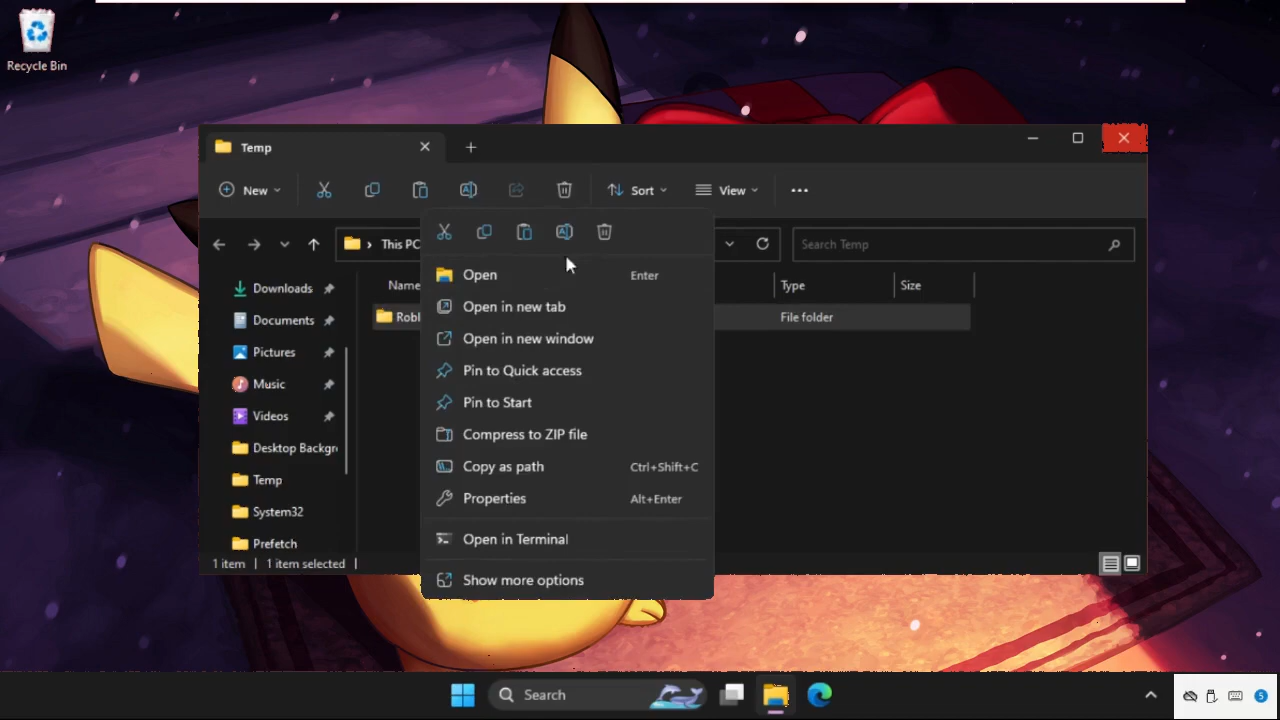 Recycle Bin
Temp
New
Sort
View
This PC
Search Temp
Name
Type
Size
Robl
File folder
Downloads
Documents
Pictures
Music
Videos
Desktop Backgr
Temp
System32
Prefetch
Open Enter
Open in new tab
Open in new window
Pin to Quick access
Pin to Start
Compress to ZIP file
Copy as path Ctrl+Shift+C
Properties Alt+Enter
Open in Terminal
Show more options
1 item
1 item selected
Search
5